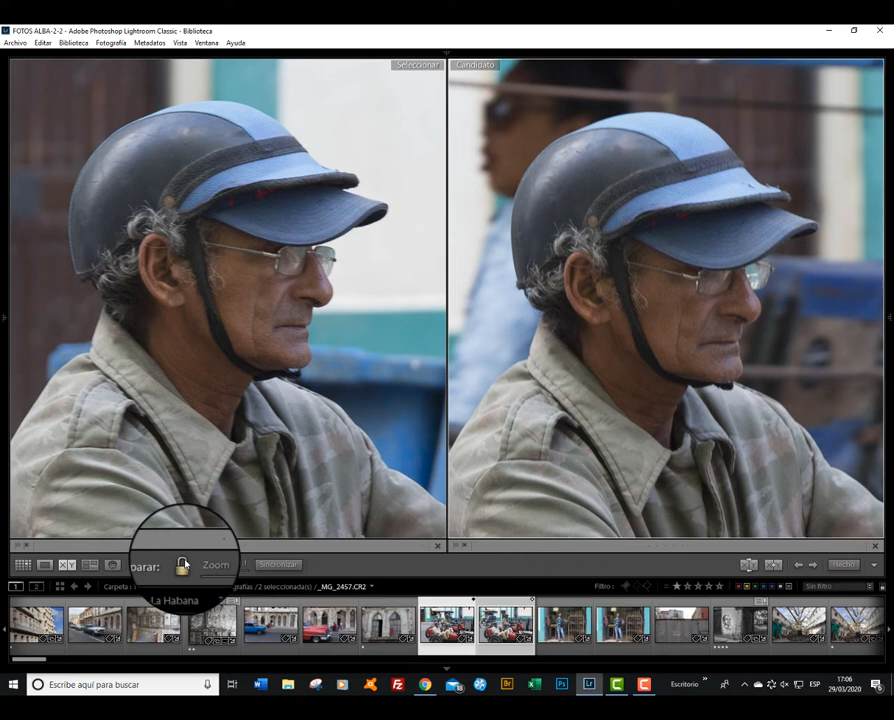 FOTOS ALBA-2-2 - Adobe Photoshop Lightroom Classic - Biblioteca
Archivo Editar Biblioteca Fotografía Metadatos Vista Ventana Ayuda
Seleccionar Candidato
parar: Zoom Sincronizar Hecho
1 2 Carpeta : grafías /2 seleccionada(s) /_MG_2457.CR2 Filtro : Sin filtro
La Habana
Escribe aquí para buscar
Escritorio
ESP
17:06
29/03/2020